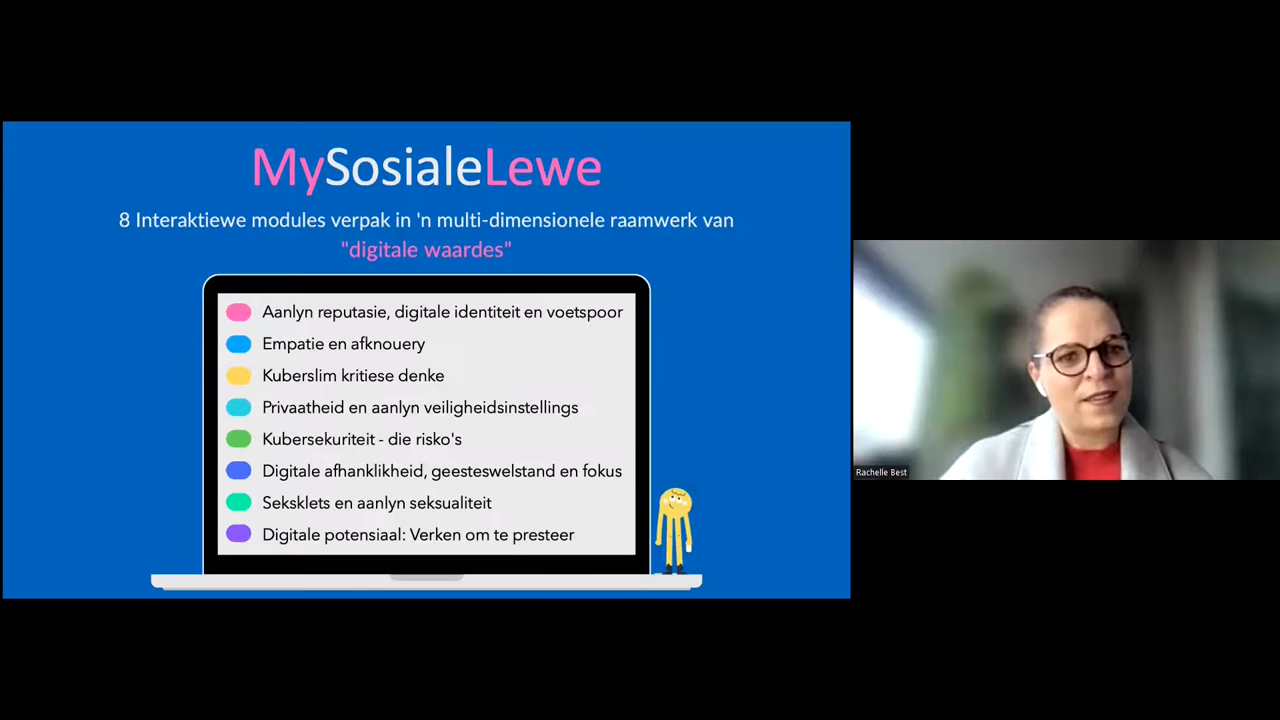 MySosialeLewe
8 Interaktiewe modules verpak in 'n multi-dimensionele raamwerk van
"digitale waardes"
Aanlyn reputasie, digitale identiteit en voetspoor
Empatie en afknouery
Kuberslim kritiese denke
Privaatheid en aanlyn veiligheidsinstellings
Kubersekuriteit - die risko's
Digitale afhanklikheid, geesteswelstand en fokus
Seksklets en aanlyn seksualiteit
Digitale potensiaal: Verken om te presteer
Rachelle Best